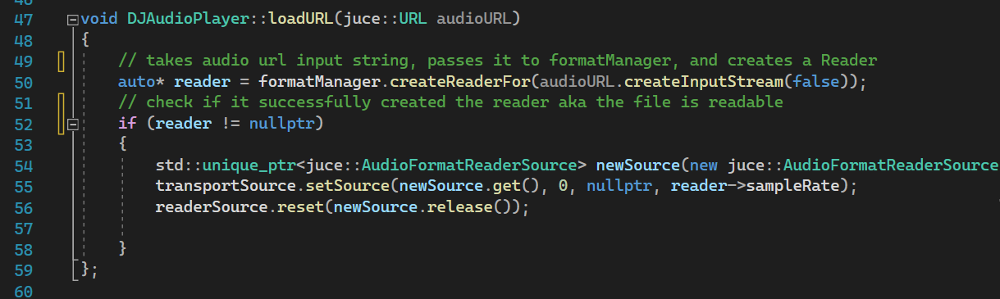 47 void DJAudioPlayer::loadURL(juce::URL audioURL)
48 {
49 // takes audio url input string, passes it to formatManager, and creates a Reader
50 auto* reader = formatManager.createReaderFor(audioURL.createInputStream(false));
51 // check if it successfully created the reader aka the file is readable
52 if (reader != nullptr)
53 {
54 std::unique_ptr<juce::AudioFormatReaderSource> newSource(new juce::AudioFormatReaderSource
55 transportSource.setSource(newSource.get(), 0, nullptr, reader->sampleRate);
56 readerSource.reset(newSource.release());
57
58 }
59 };
60